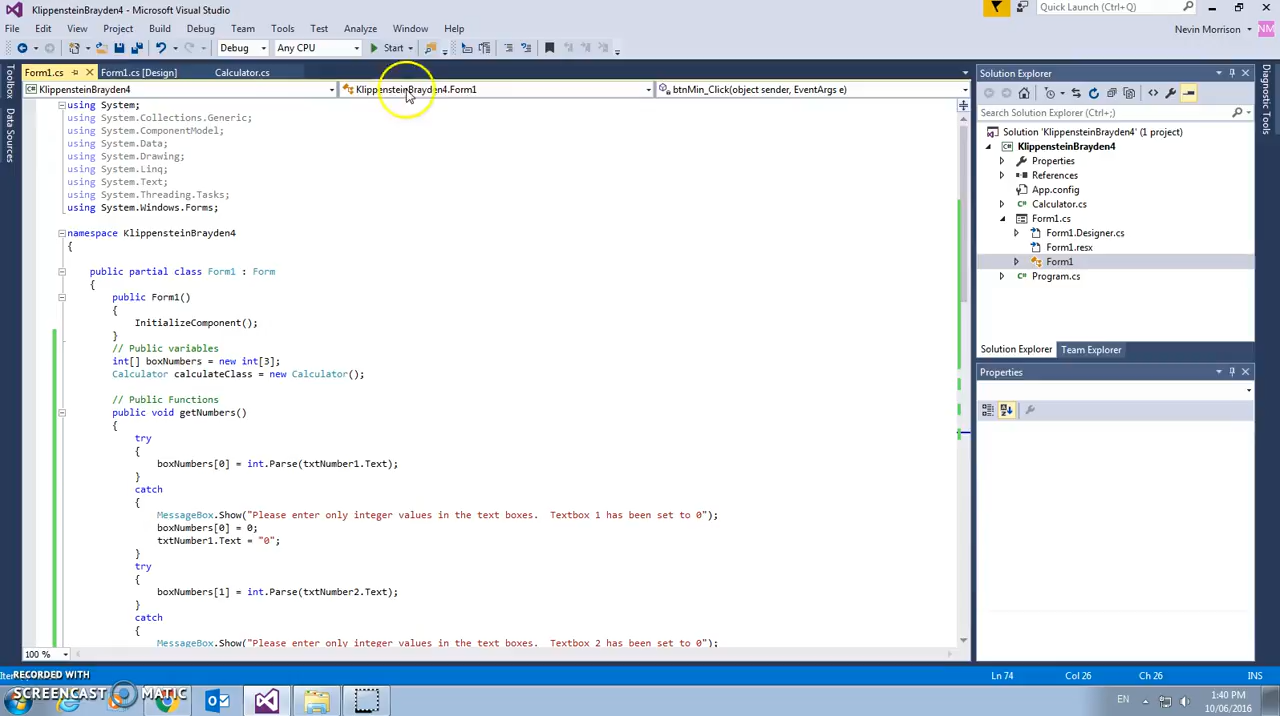 KlippensteinBrayden4 - Microsoft Visual Studio
Quick Launch (Ctrl+Q)
File Edit View Project Build Debug Team Tools Test Analyze Window Help
Nevin Morrison NM
Debug Any CPU Start
Form1.cs Form1.cs [Design] Calculator.cs
KlippensteinBrayden4 KlippensteinBrayden4.Form1 btnMin_Click(object sender, EventArgs e)
Toolbox
Data Sources
using System;
using System.Collections.Generic;
using System.ComponentModel;
using System.Data;
using System.Drawing;
using System.Linq;
using System.Text;
using System.Threading.Tasks;
using System.Windows.Forms;
namespace KlippensteinBrayden4
{
public partial class Form1 : Form
{
public Form1()
{
InitializeComponent();
}
// Public variables
int[] boxNumbers = new int[3];
Calculator calculateClass = new Calculator();
// Public Functions
public void getNumbers()
{
try
{
boxNumbers[0] = int.Parse(txtNumber1.Text);
}
catch
{
MessageBox.Show("Please enter only integer values in the text boxes.  Textbox 1 has been set to 0");
boxNumbers[0] = 0;
txtNumber1.Text = "0";
}
try
{
boxNumbers[1] = int.Parse(txtNumber2.Text);
}
catch
{
MessageBox.Show("Please enter only integer values in the text boxes.  Textbox 2 has been set to 0");
100 %
Solution Explorer
Search Solution Explorer (Ctrl+;)
Solution 'KlippensteinBrayden4' (1 project)
KlippensteinBrayden4
Properties
References
App.config
Calculator.cs
Form1.cs
Form1.Designer.cs
Form1.resx
Form1
Program.cs
Solution Explorer Team Explorer
Properties
Diagnostic Tools
Ln 74 Col 26 Ch 26 INS
RECORDED WITH
SCREENCAST MATIC
EN
1:40 PM
10/06/2016